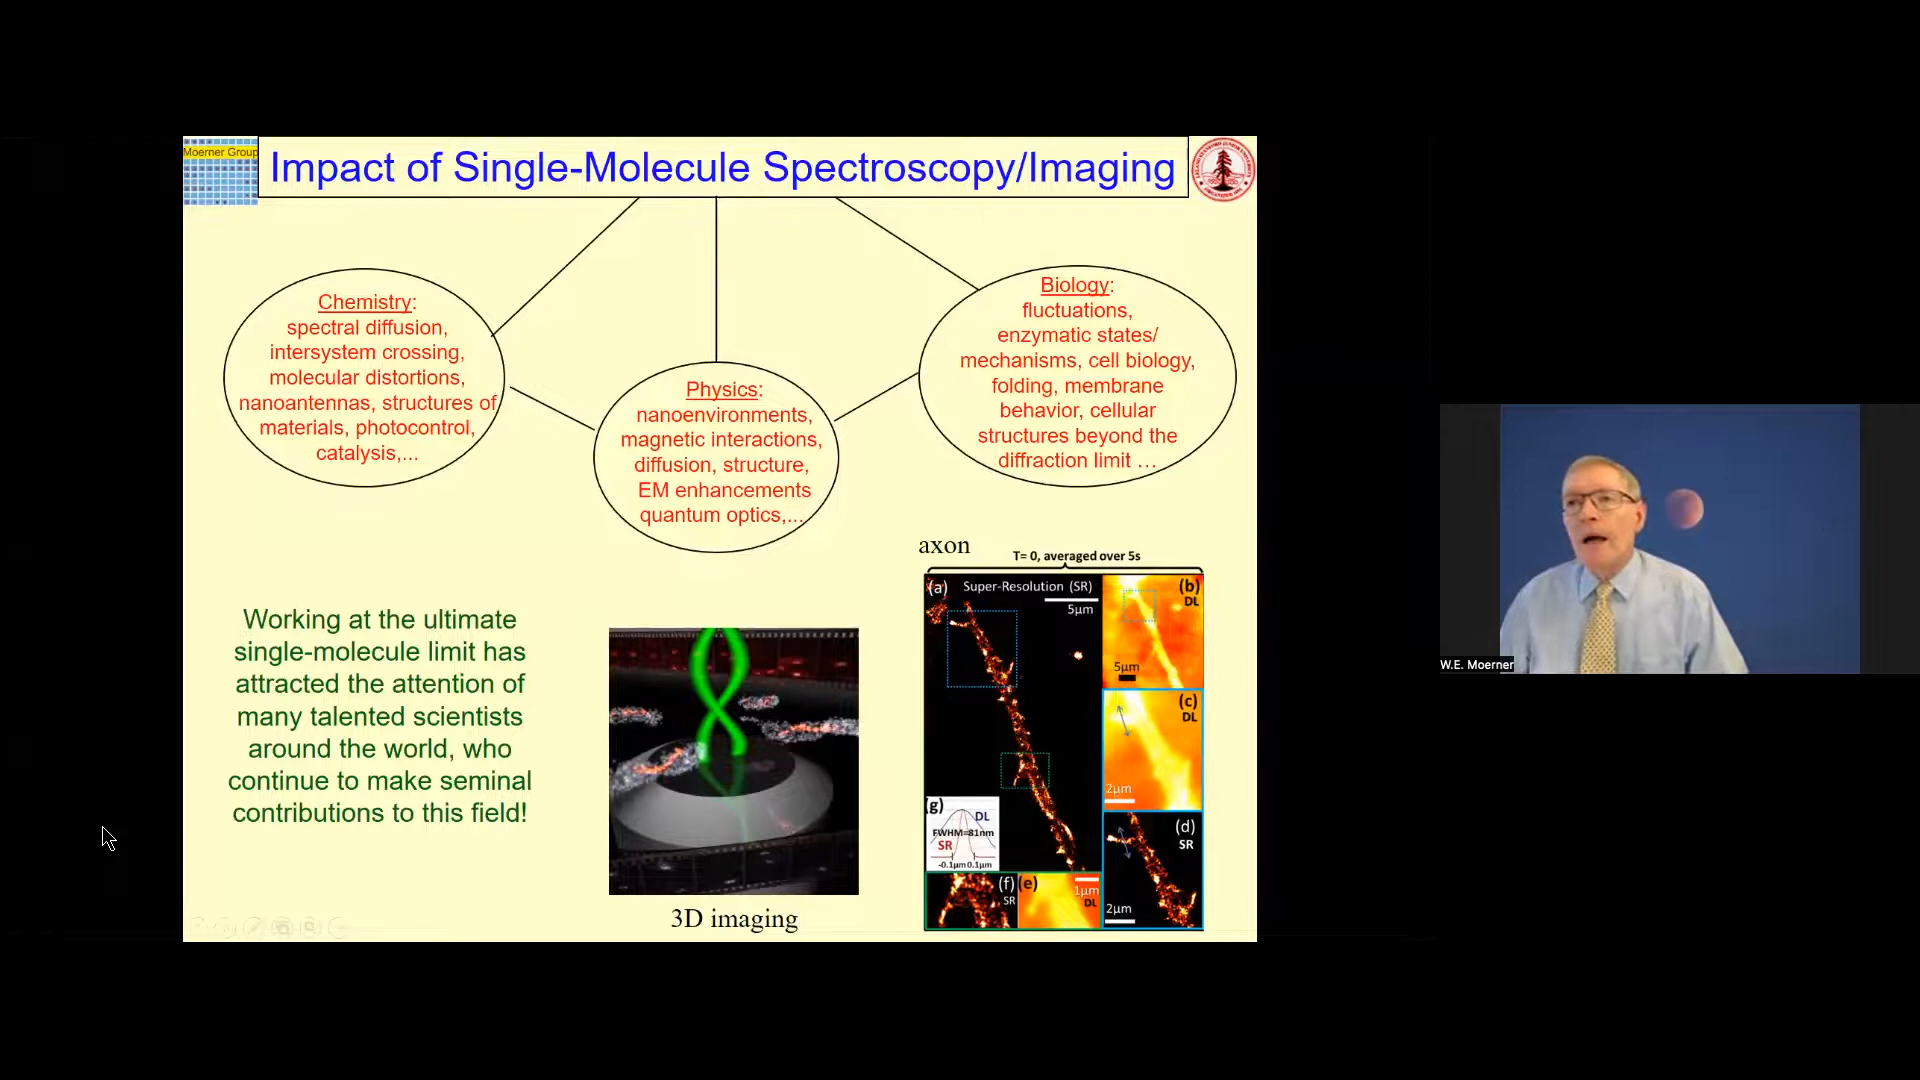 Moerner Group
Impact of Single-Molecule Spectroscopy/Imaging
Chemistry:
spectral diffusion,
intersystem crossing,
molecular distortions,
nanoantennas, structures of
materials, photocontrol,
catalysis,...
Physics:
nanoenvironments,
magnetic interactions,
diffusion, structure,
EM enhancements
quantum optics,...
Biology:
fluctuations,
enzymatic states/
mechanisms, cell biology,
folding, membrane
behavior, cellular
structures beyond the
diffraction limit …
Working at the ultimate
single-molecule limit has
attracted the attention of
many talented scientists
around the world, who
continue to make seminal
contributions to this field!
3D imaging
axon
T= 0, averaged over 5s
(a) Super-Resolution (SR)
5µm
(b)
DL
5µm
(c)
DL
2µm
(d)
SR
2µm
(g)
DL
FWHM=81nm
SR
-0.1µm 0.1µm
(f)
SR
(e)
1µm
DL
W.E. Moerner